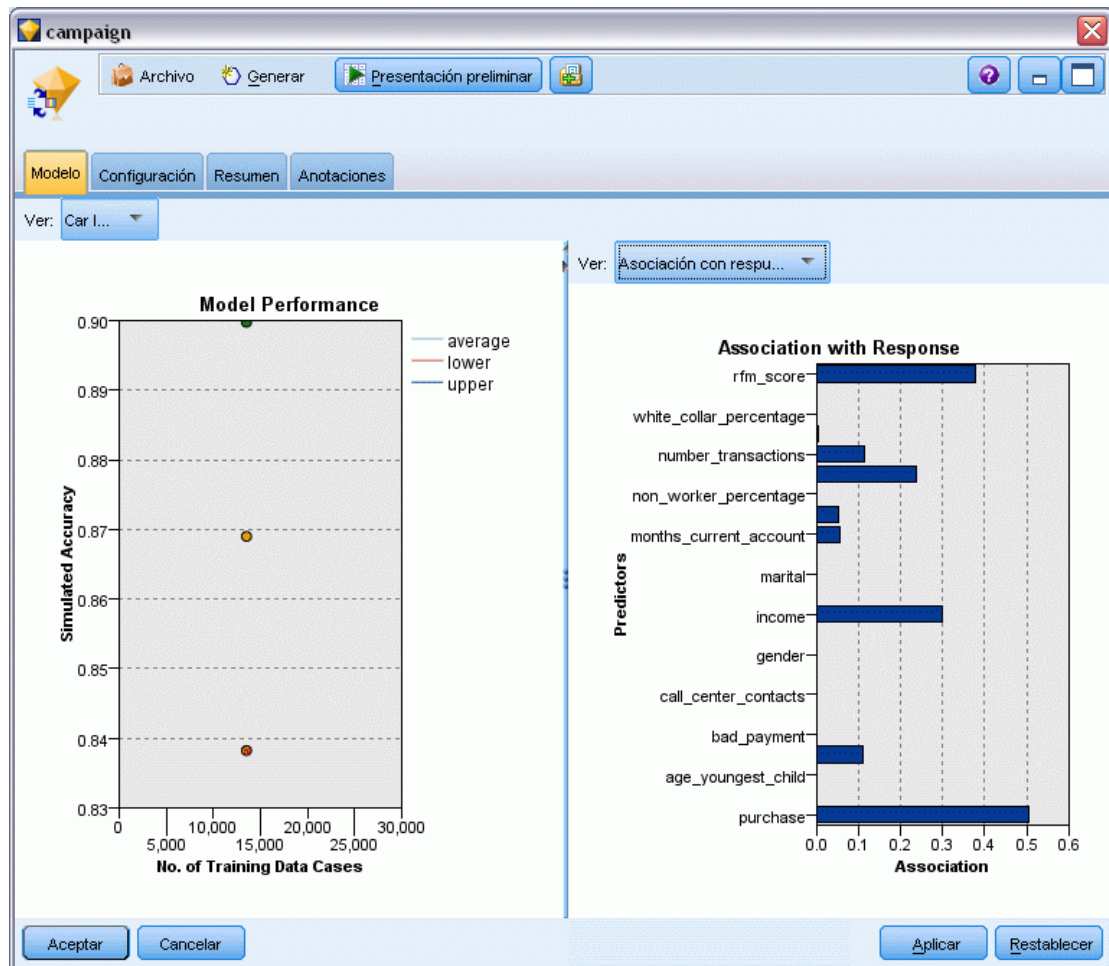 campaign
Archivo
Generar
Presentación preliminar
Modelo
Configuración
Resumen
Anotaciones
Ver:
Car l...
Model Performance
0.90
0.89
0.88
0.87
0.86
0.85
0.84
0.83
Simulated Accuracy
0
5,000
10,000
15,000
20,000
25,000
30,000
No. of Training Data Cases
average
lower
upper
Ver:
Asociación con respu...
Association with Response
rfm_score
white_collar_percentage
number_transactions
non_worker_percentage
months_current_account
marital
income
gender
call_center_contacts
bad_payment
age_youngest_child
purchase
Predictors
0.0 0.1 0.2 0.3 0.4 0.5 0.6
Association
Aceptar
Cancelar
Aplicar
Restablecer